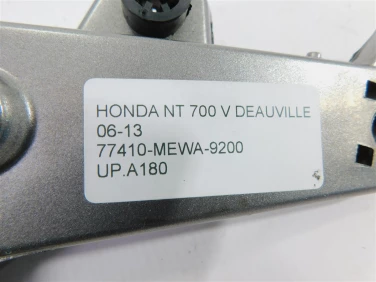 HONDA NT 700 V DEAUVILLE
06-13
77410-MEWA-9200
UP.A180